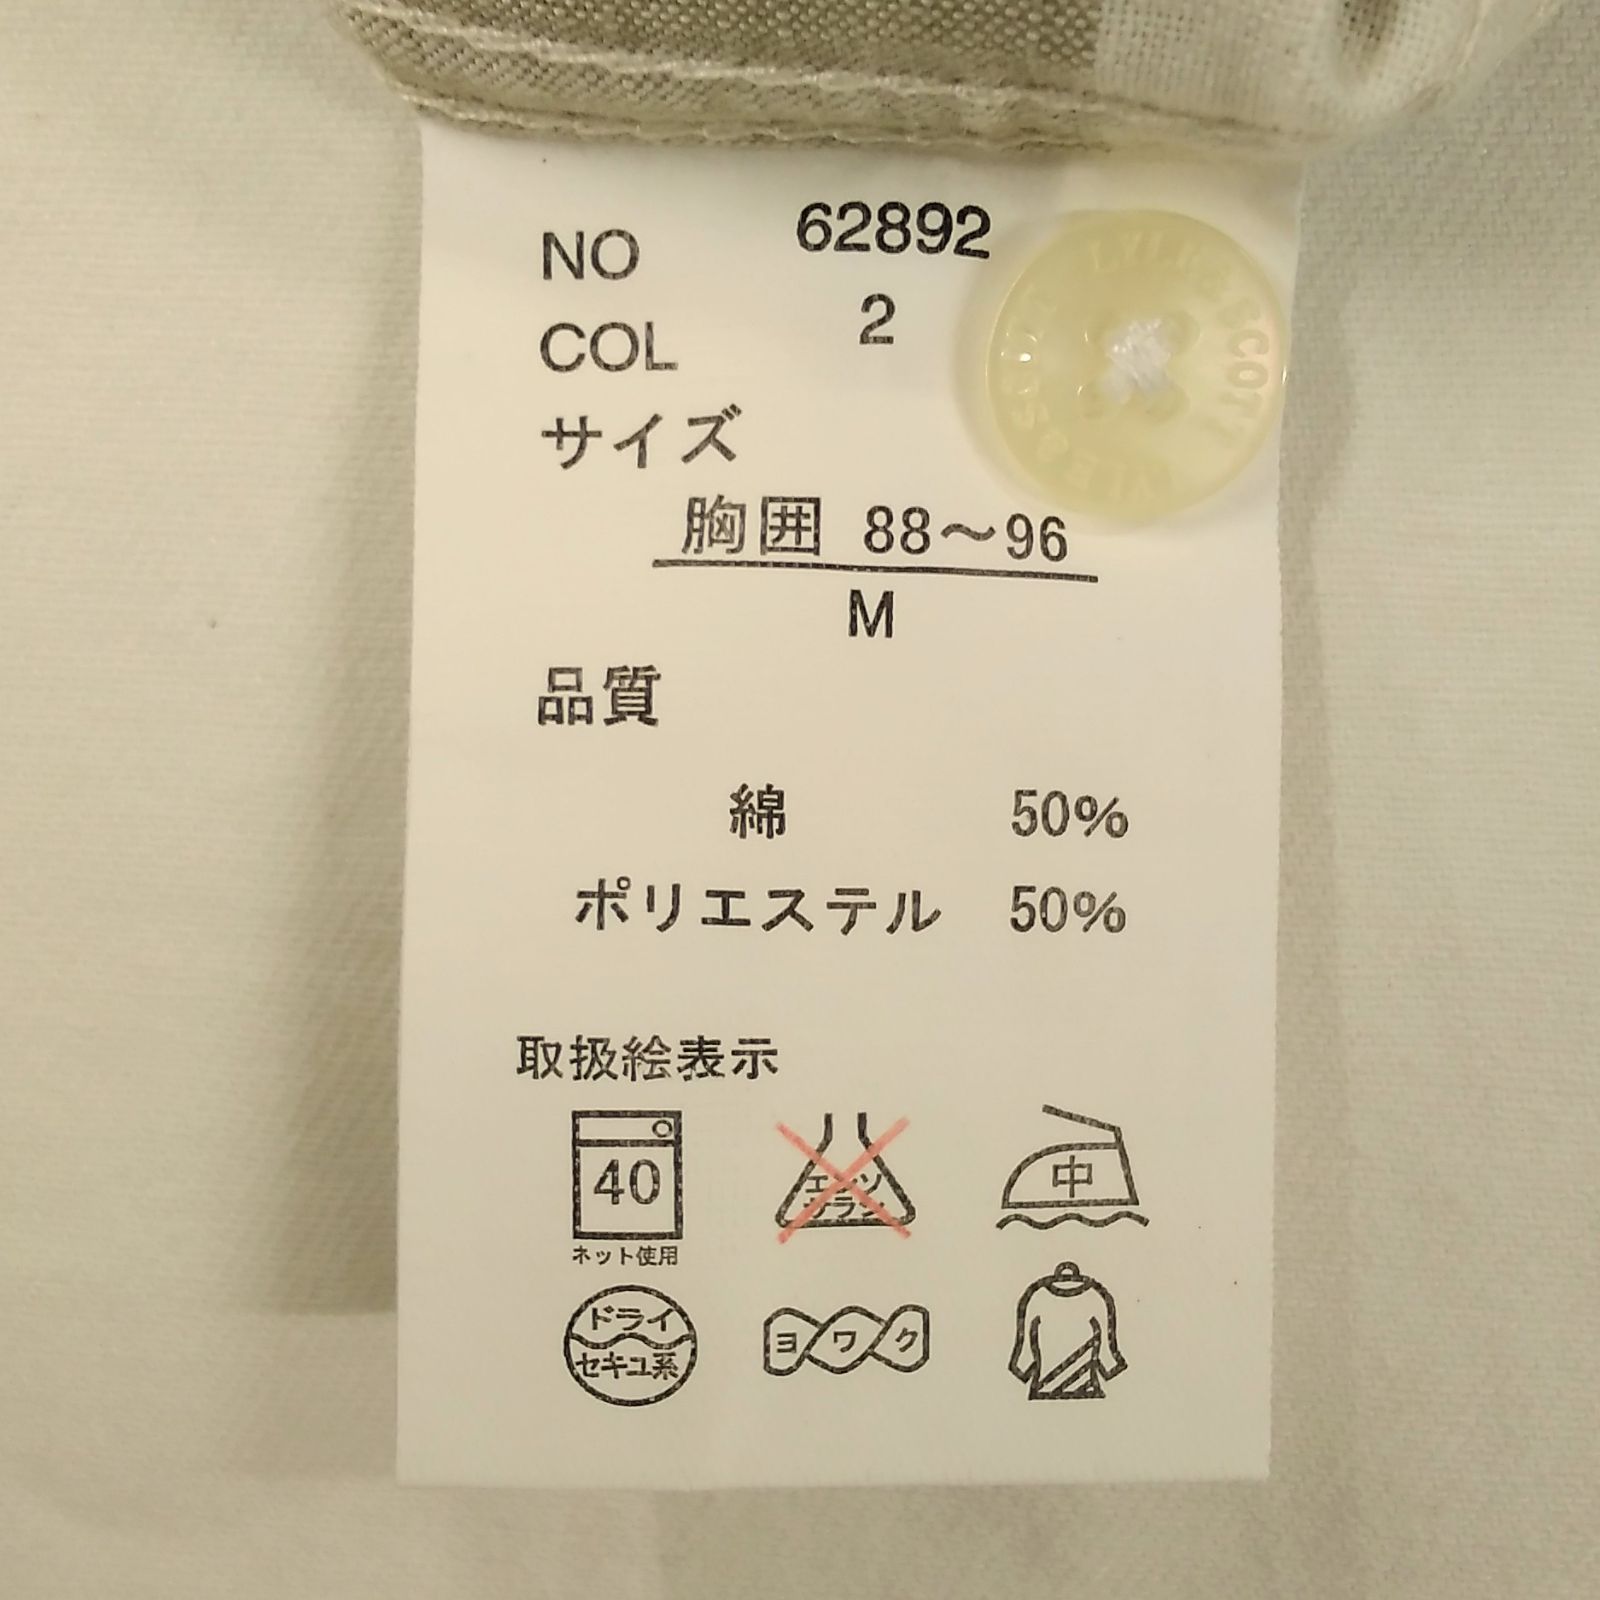 NO 62892
COL 2
サイズ
胸囲 88～96
M
品質
綿 50%
ポリエステル 50%
取扱絵表示
40
エンソ
サラシ
中
ネット使用
ドライ
セキユ系
ヨワク